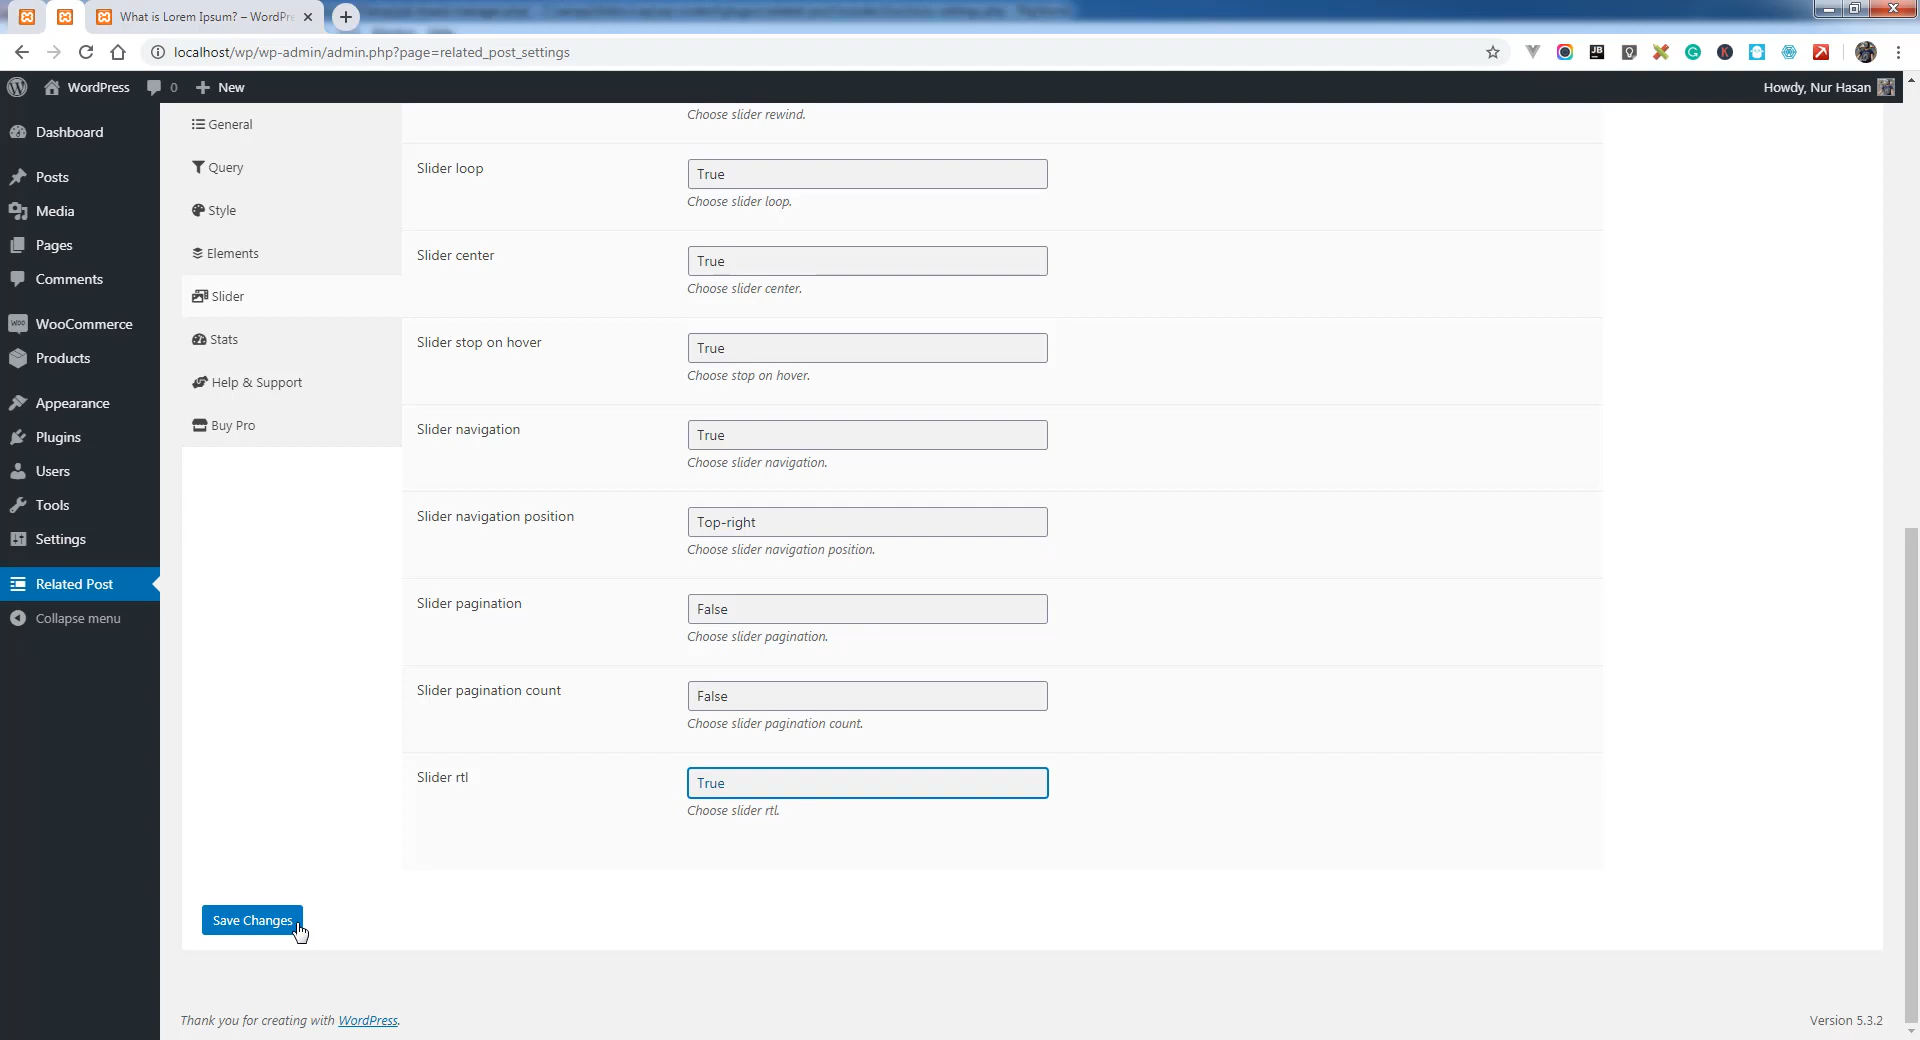 What is Lorem Ipsum? – WordPre
localhost/wp/wp-admin/admin.php?page=related_post_settings
WordPress
0
New
Howdy, Nur Hasan
Dashboard
Posts
Media
Pages
Comments
WooCommerce
Products
Appearance
Plugins
Users
Tools
Settings
Related Post
Collapse menu
General
Query
Style
Elements
Slider
Stats
Help & Support
Buy Pro
Choose slider rewind.
Slider loop
True
Choose slider loop.
Slider center
True
Choose slider center.
Slider stop on hover
True
Choose stop on hover.
Slider navigation
True
Choose slider navigation.
Slider navigation position
Top-right
Choose slider navigation position.
Slider pagination
False
Choose slider pagination.
Slider pagination count
False
Choose slider pagination count.
Slider rtl
True
Choose slider rtl.
Save Changes
Thank you for creating with WordPress.
Version 5.3.2